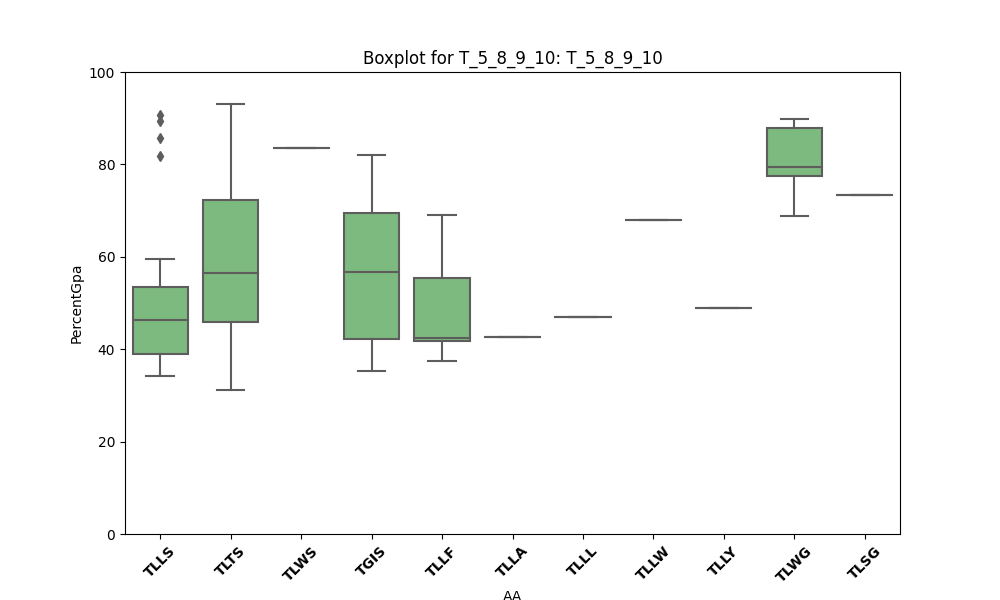 Boxplot for T_5_8_9_10: T_5_8_9_10
100
80
60
40
20
0
PercentGpa
TLLS TLTS TLWS TGIS TLLF TLLA TLLL TLLW TLLY TLWG TLSG
AA